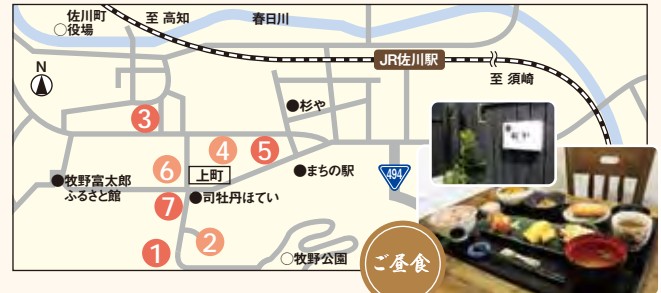 佐川町
○役場
至 高知
春日川
JR佐川駅
至 須崎
N
●杉や
3
4
5
6
上町
●まちの駅
494
●牧野富太郎
ふるさと館
●司牡丹ほてい
7
2
1
○牧野公園
ご昼食